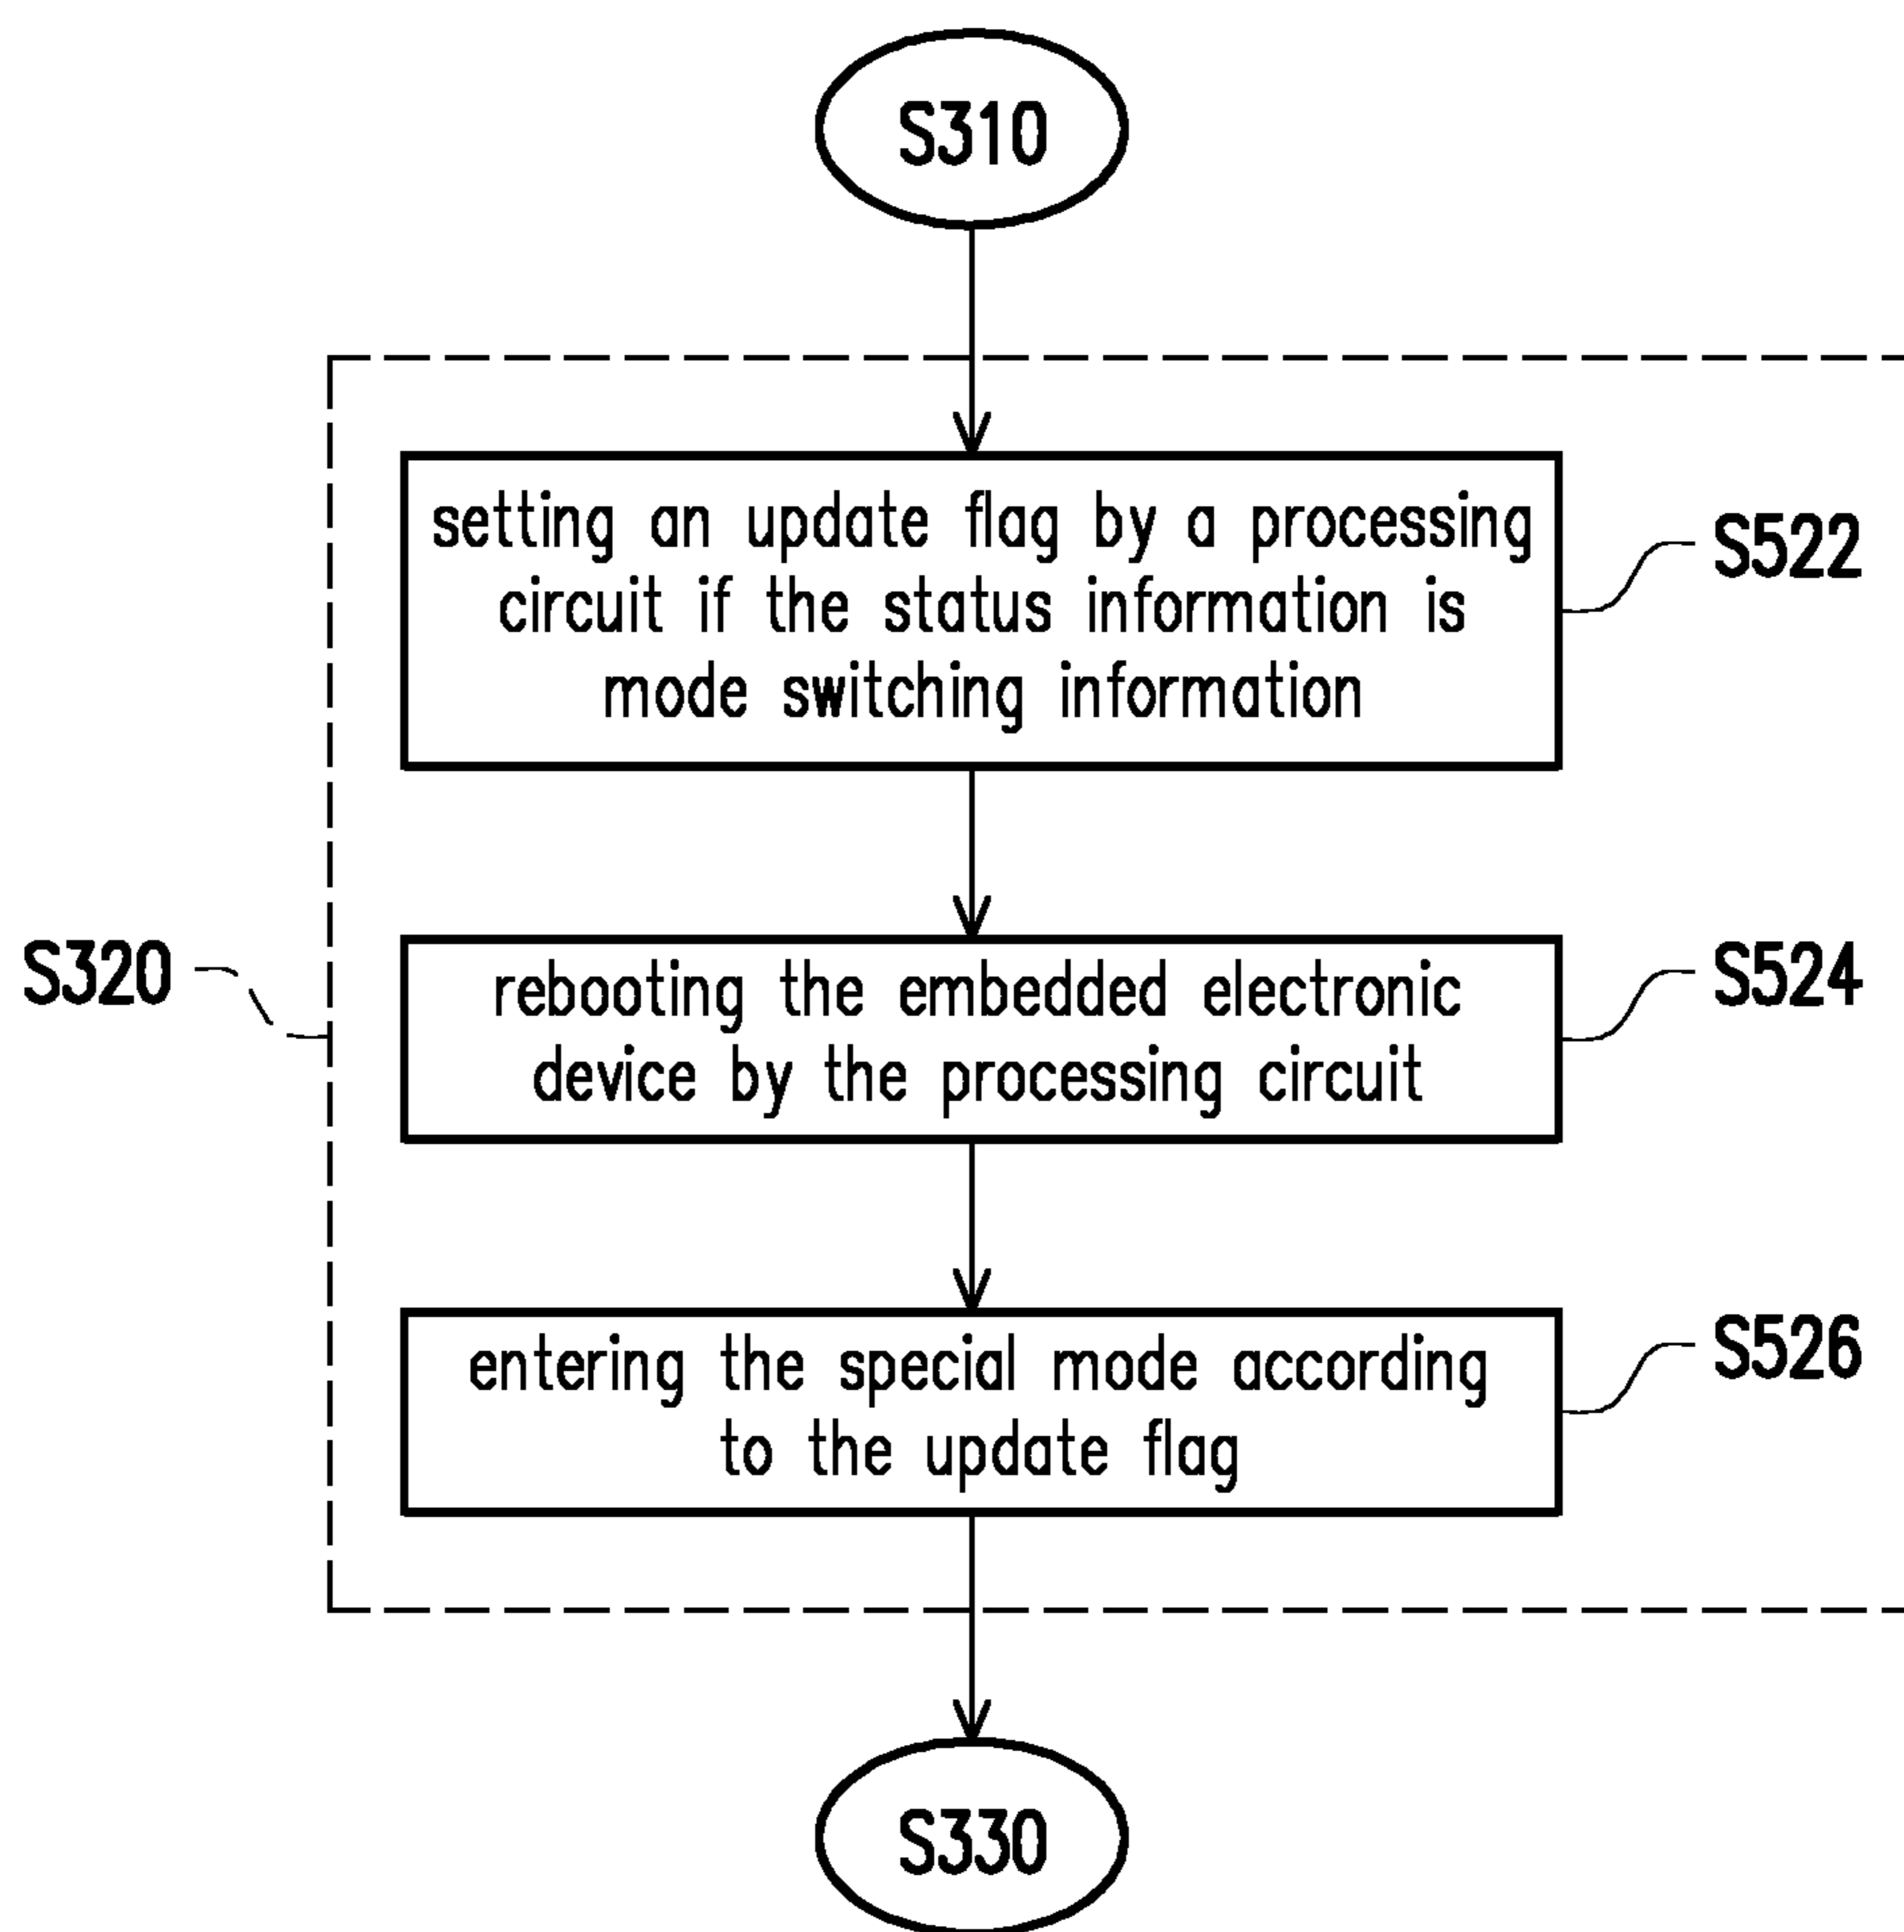 S310
setting an update flag by a processing
circuit if the status information is
mode switching information
S522
S320
rebooting the embedded electronic
device by the processing circuit
S524
entering the special mode according
to the update flag
S526
S330